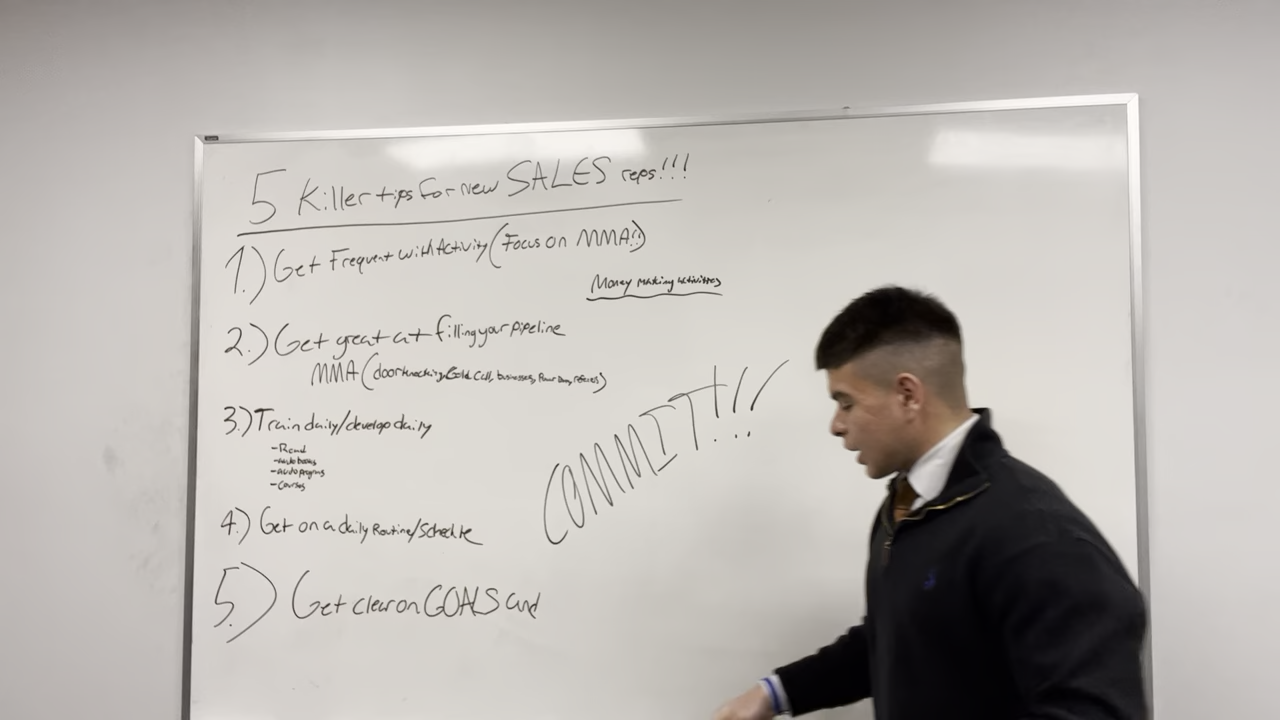 5 Killer tips For new SALES reps!!!
1.) Get Frequent with Activity (Focus on MMA!!)
Money Making Activities
2.) Get great at filling your pipeline
MMA (door knocking, Cold Call, businesses, Power Day, referrals)
3.) Train daily/develop daily
- Read
- audio books
- audio programs
- Courses
4.) Get on a daily Routine/Schedule
COMMIT!!!
5.) Get clear on GOALS and